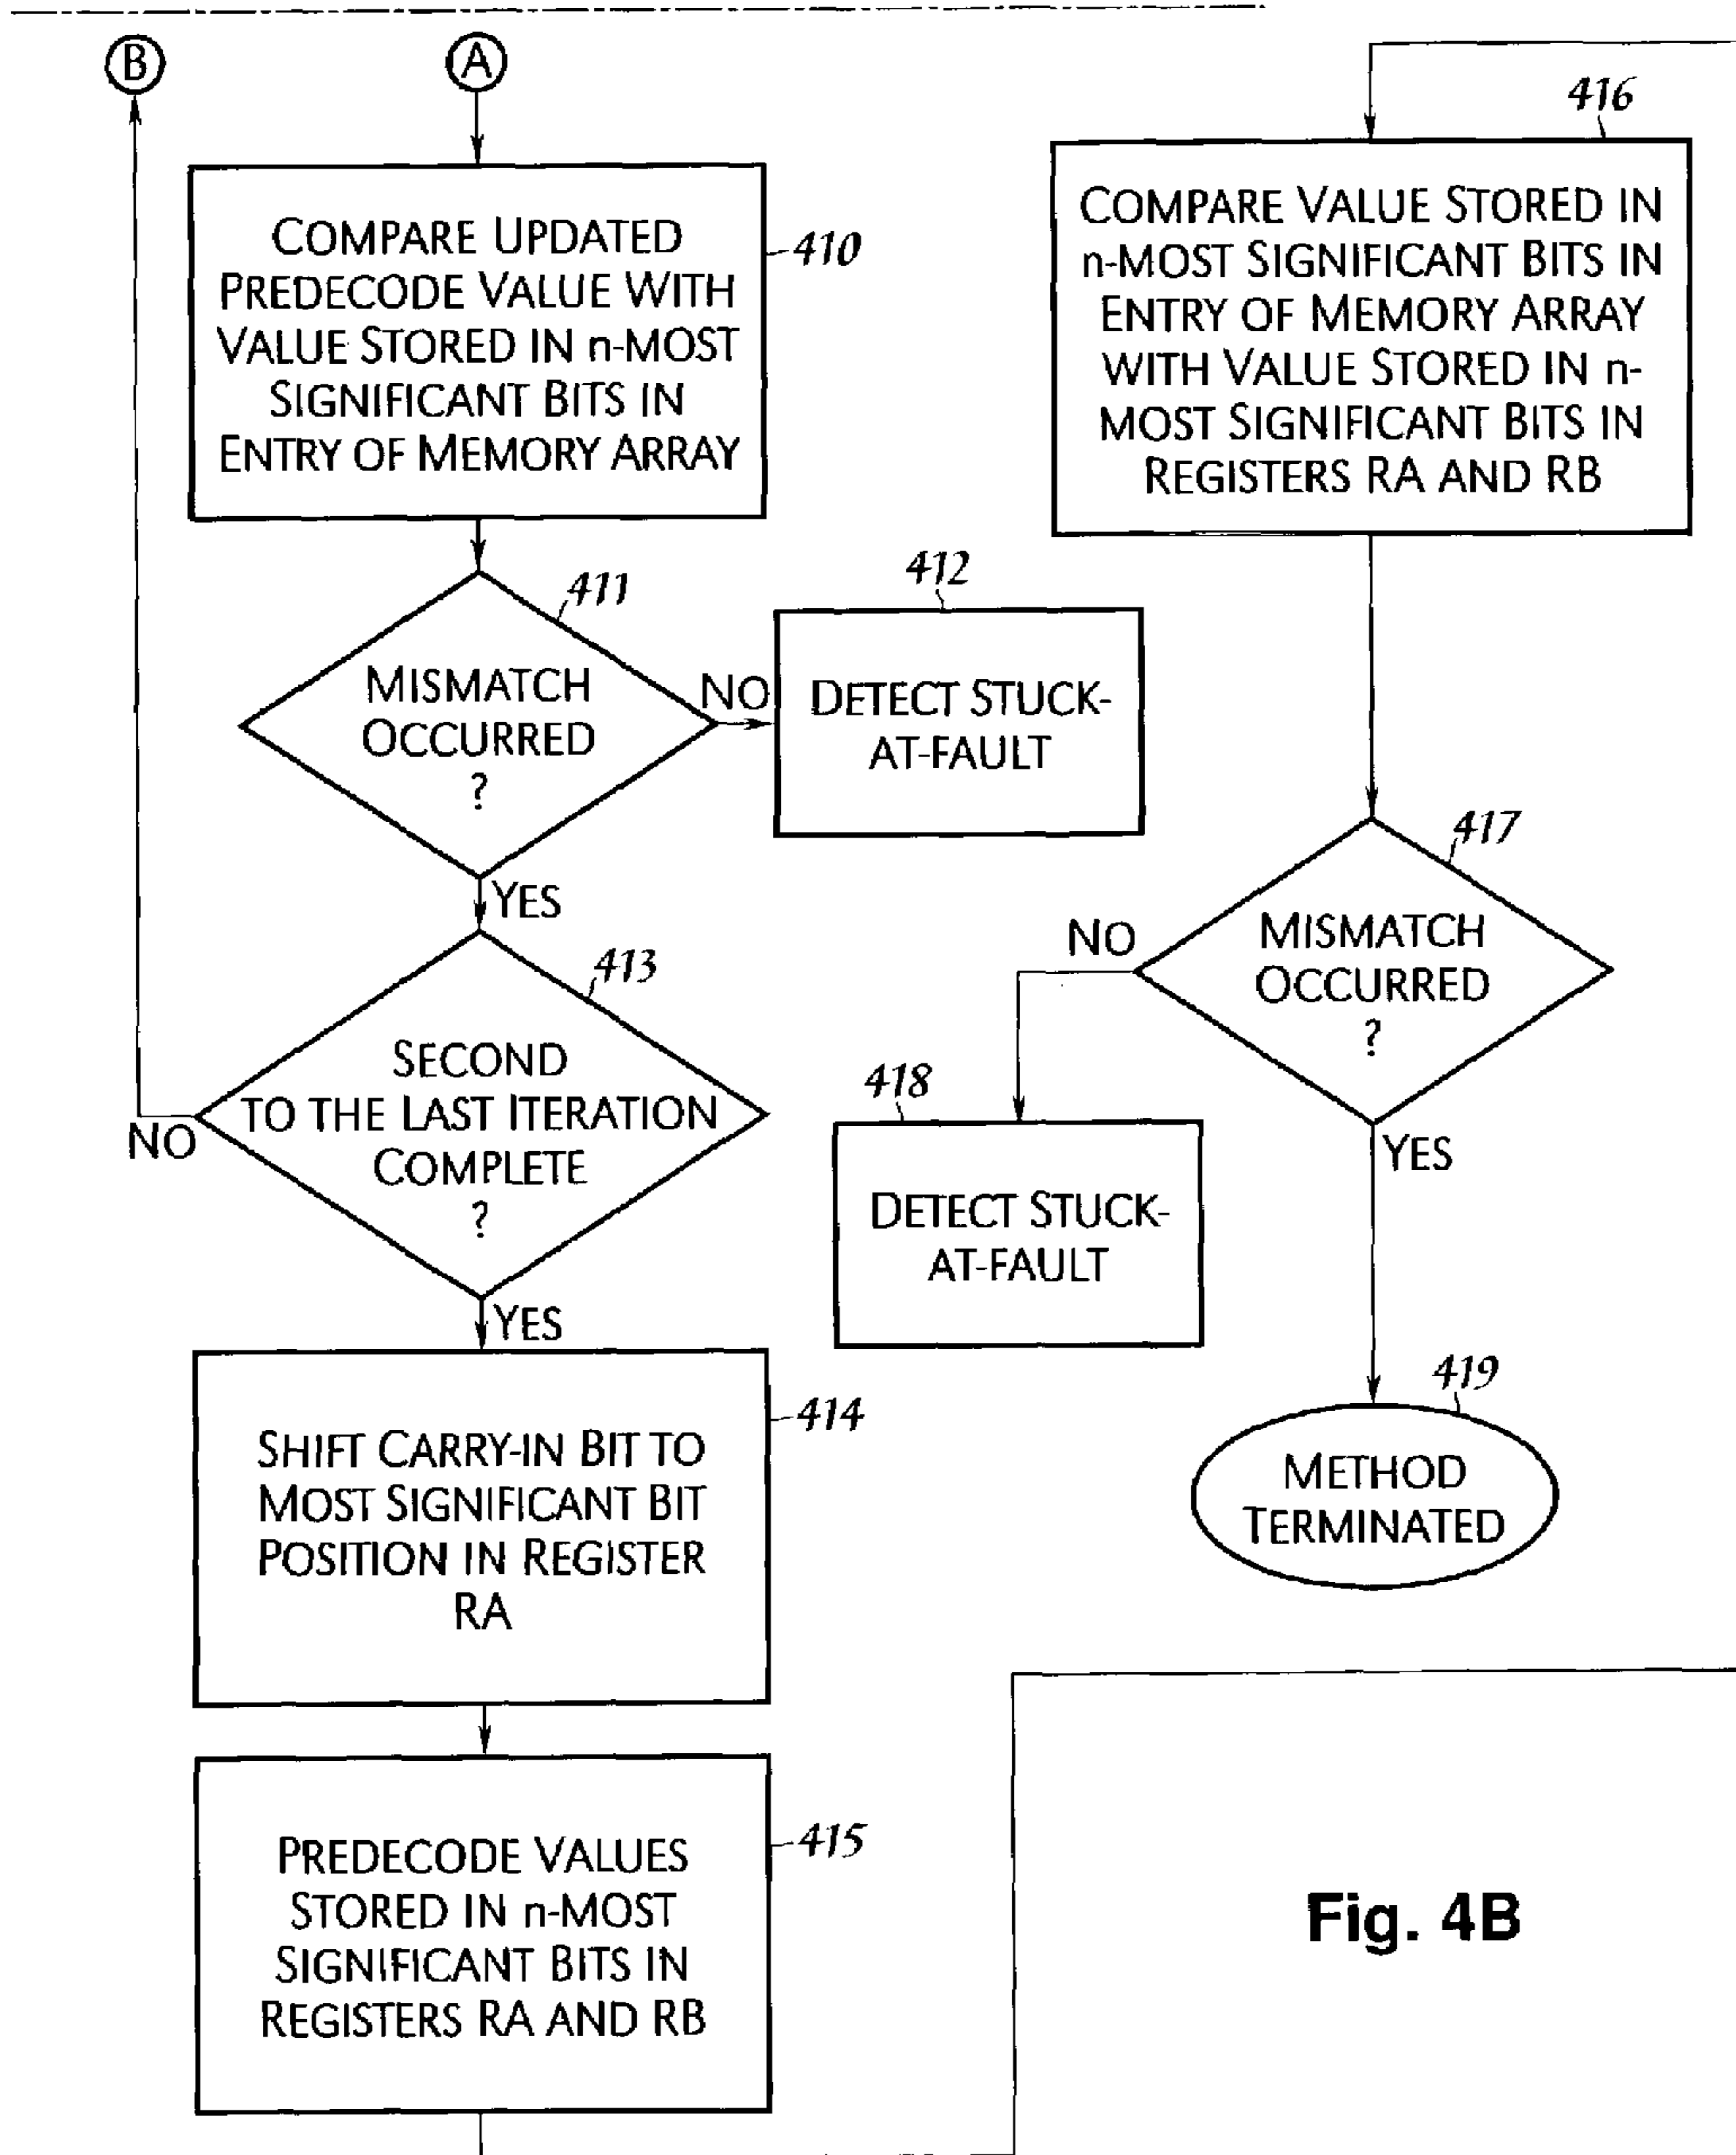 B
A
COMPARE UPDATED
PREDECODE VALUE WITH
VALUE STORED IN n-MOST
SIGNIFICANT BITS IN
ENTRY OF MEMORY ARRAY
410
411
MISMATCH
OCCURRED
?
NO
412
DETECT STUCK-
AT-FAULT
YES
413
SECOND
TO THE LAST ITERATION
COMPLETE
?
NO
YES
414
SHIFT CARRY-IN BIT TO
MOST SIGNIFICANT BIT
POSITION IN REGISTER
RA
415
PREDECODE VALUES
STORED IN n-MOST
SIGNIFICANT BITS IN
REGISTERS RA AND RB
416
COMPARE VALUE STORED IN
n-MOST SIGNIFICANT BITS IN
ENTRY OF MEMORY ARRAY
WITH VALUE STORED IN n-
MOST SIGNIFICANT BITS IN
REGISTERS RA AND RB
417
MISMATCH
OCCURRED
?
NO
418
DETECT STUCK-
AT-FAULT
YES
419
METHOD
TERMINATED
Fig. 4B